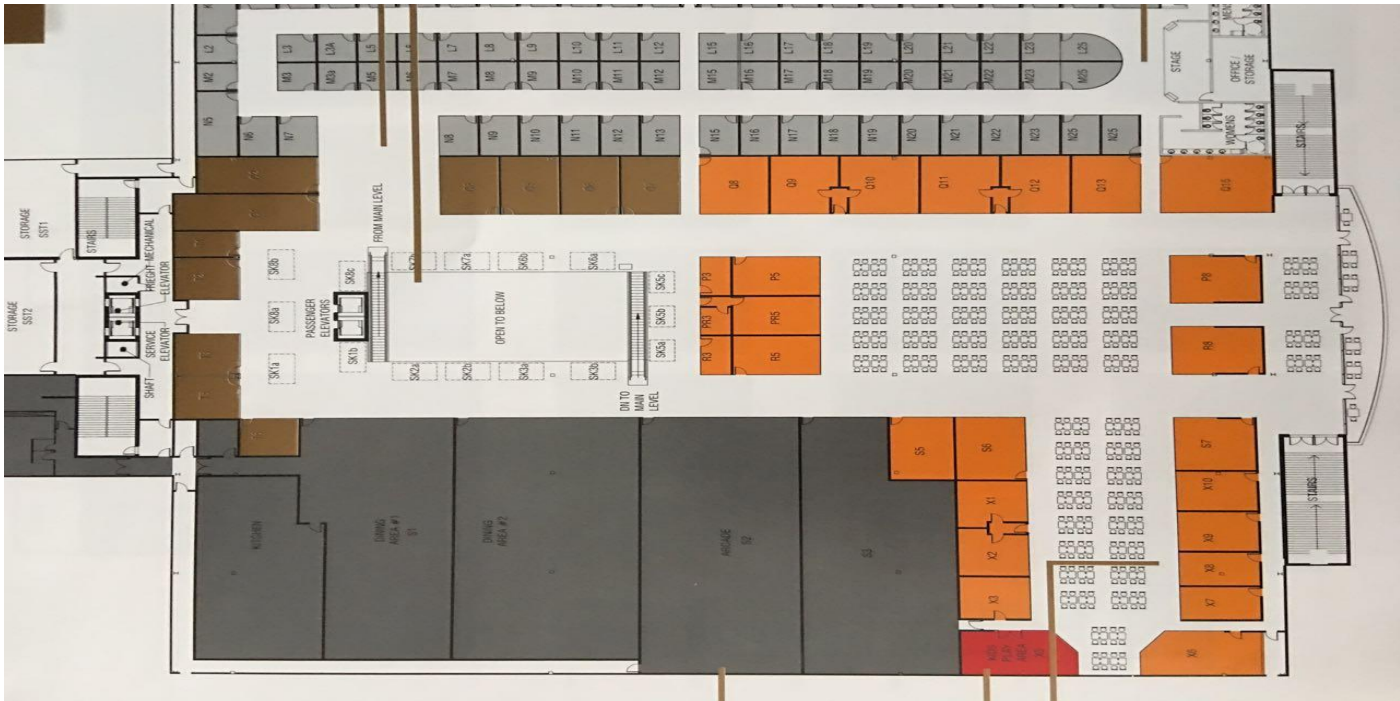 L2
L3
L3A
L5
L7
L8
L9
L10
L11
L12
L15
L16
L17
L18
L19
L20
L21
L22
L23
L25
M2
M3
M3a
M5
M7
M8
M9
M10
M11
M12
M15
M16
M17
M18
M19
M20
M21
M22
M23
M25
STAGE
OFFICE /
STORAGE
N5
N6
N7
N8
N9
N10
N11
N12
N13
N15
N16
N17
N18
N19
N20
N21
N22
N23
N25
N25
WOMENS
STAIRS
Q8
Q9
Q10
Q11
Q12
Q13
Q15
STORAGE
SST1
STAIRS
FREIGHT-MECHANICAL
ELEVATOR
FROM MAIN LEVEL
SK8b
SK8c
SK7a
SK6b
SK6a
SK5c
P3
P5
P8
STORAGE
SST2
SERVICE
ELEVATOR
SHAFT
SK8a
PASSENGER
ELEVATORS
OPEN TO BELOW
SK5b
PR3
PR5
SK1a
SK1b
SK2a
SK2b
SK3a
SK3b
SK5a
R3
R5
R8
DN TO
MAIN
LEVEL
KITCHEN
DINING
AREA #1
S1
DINING
AREA #2
ARCADE
S2
S3
S5
S6
S7
X1
X2
X3
X10
X9
X8
X7
STAIRS
KIDS
PLAY
AREA
X6